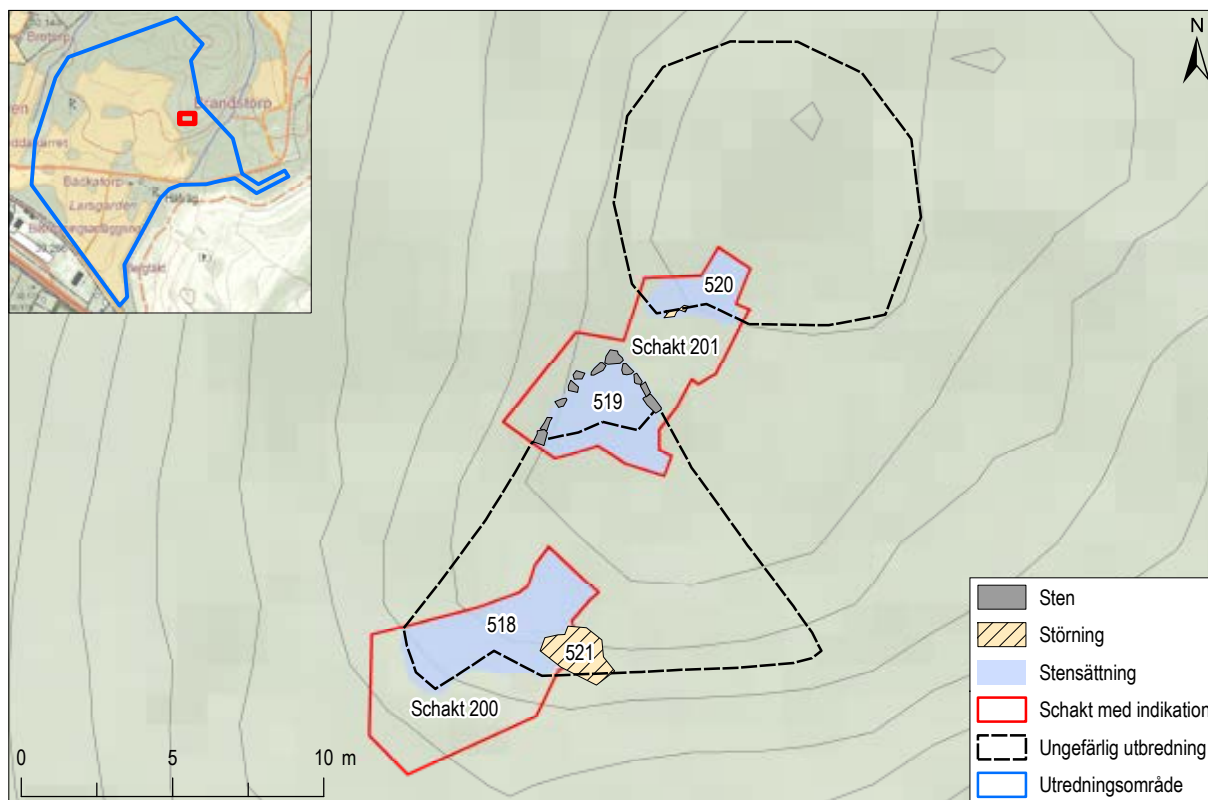 Brandstorp
Bäckatorp
Larsgården
N
520
Schakt 201
519
518
521
Schakt 200
0 5 10 m
Sten
Störning
Stensättning
Schakt med indikation
Ungefärlig utbredning
Utredningsområde